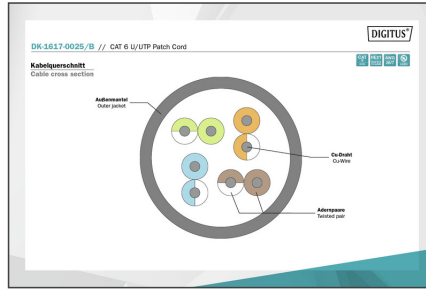 DIGITUS®
DK-1617-0025/B // CAT 6 U/UTP Patch Cord
Kabelquerschnitt
Cable cross section
CAT
Außenmantel
Outer jacket
Cu-Draht
Cu-Wire
Adernpaare
Twisted pair